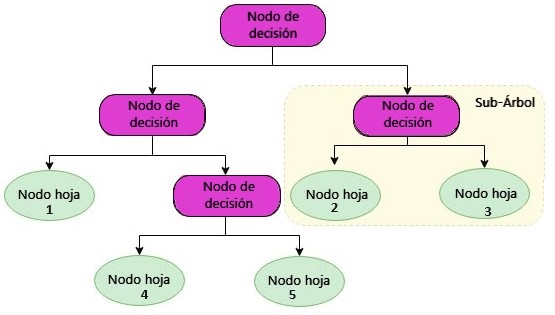 Nodo de
decisión
Nodo de
decisión
Sub-Árbol
Nodo de
decisión
Nodo hoja
1
Nodo de
decisión
Nodo hoja
2
Nodo hoja
3
Nodo hoja
4
Nodo hoja
5